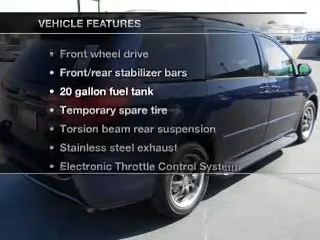 VEHICLE FEATURES
• Front wheel drive
• Front/rear stabilizer bars
• 20 gallon fuel tank
• Temporary spare tire
• Torsion beam rear suspension
• Stainless steel exhaust
• Electronic Throttle Control System